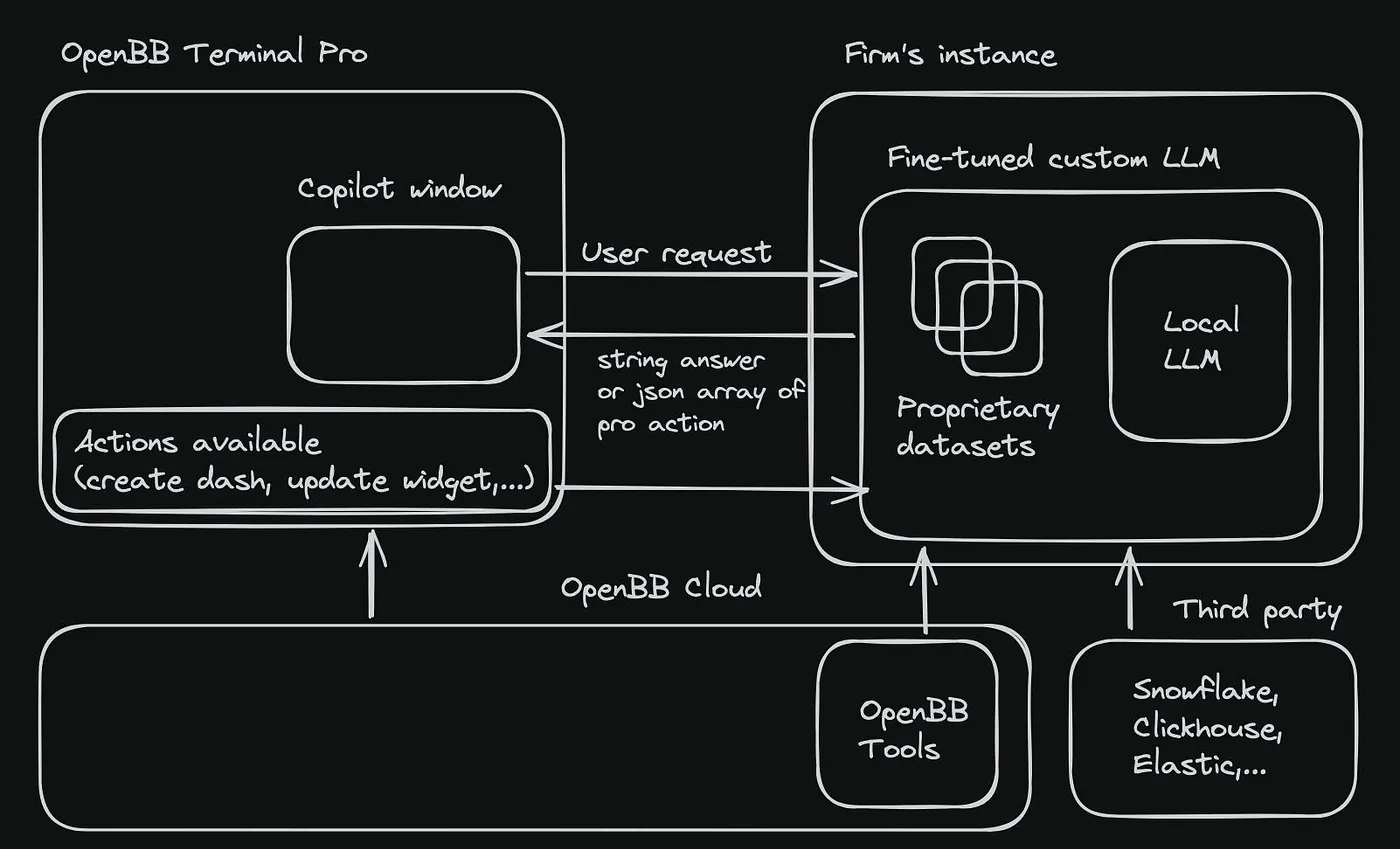 OpenBB Terminal Pro
Firm's instance
Fine-tuned custom LLM
Copilot window
User request
string answer
or json array of
pro action
Local
LLM
Proprietary
datasets
Actions available
(create dash, update widget,...)
OpenBB Cloud
Third party
OpenBB
Tools
Snowflake,
Clickhouse,
Elastic,...